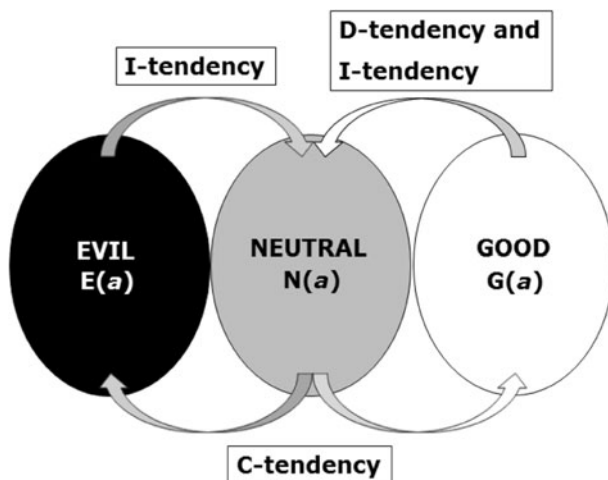 I-tendency
D-tendency and
I-tendency
EVIL
E(a)
NEUTRAL
N(a)
GOOD
G(a)
C-tendency